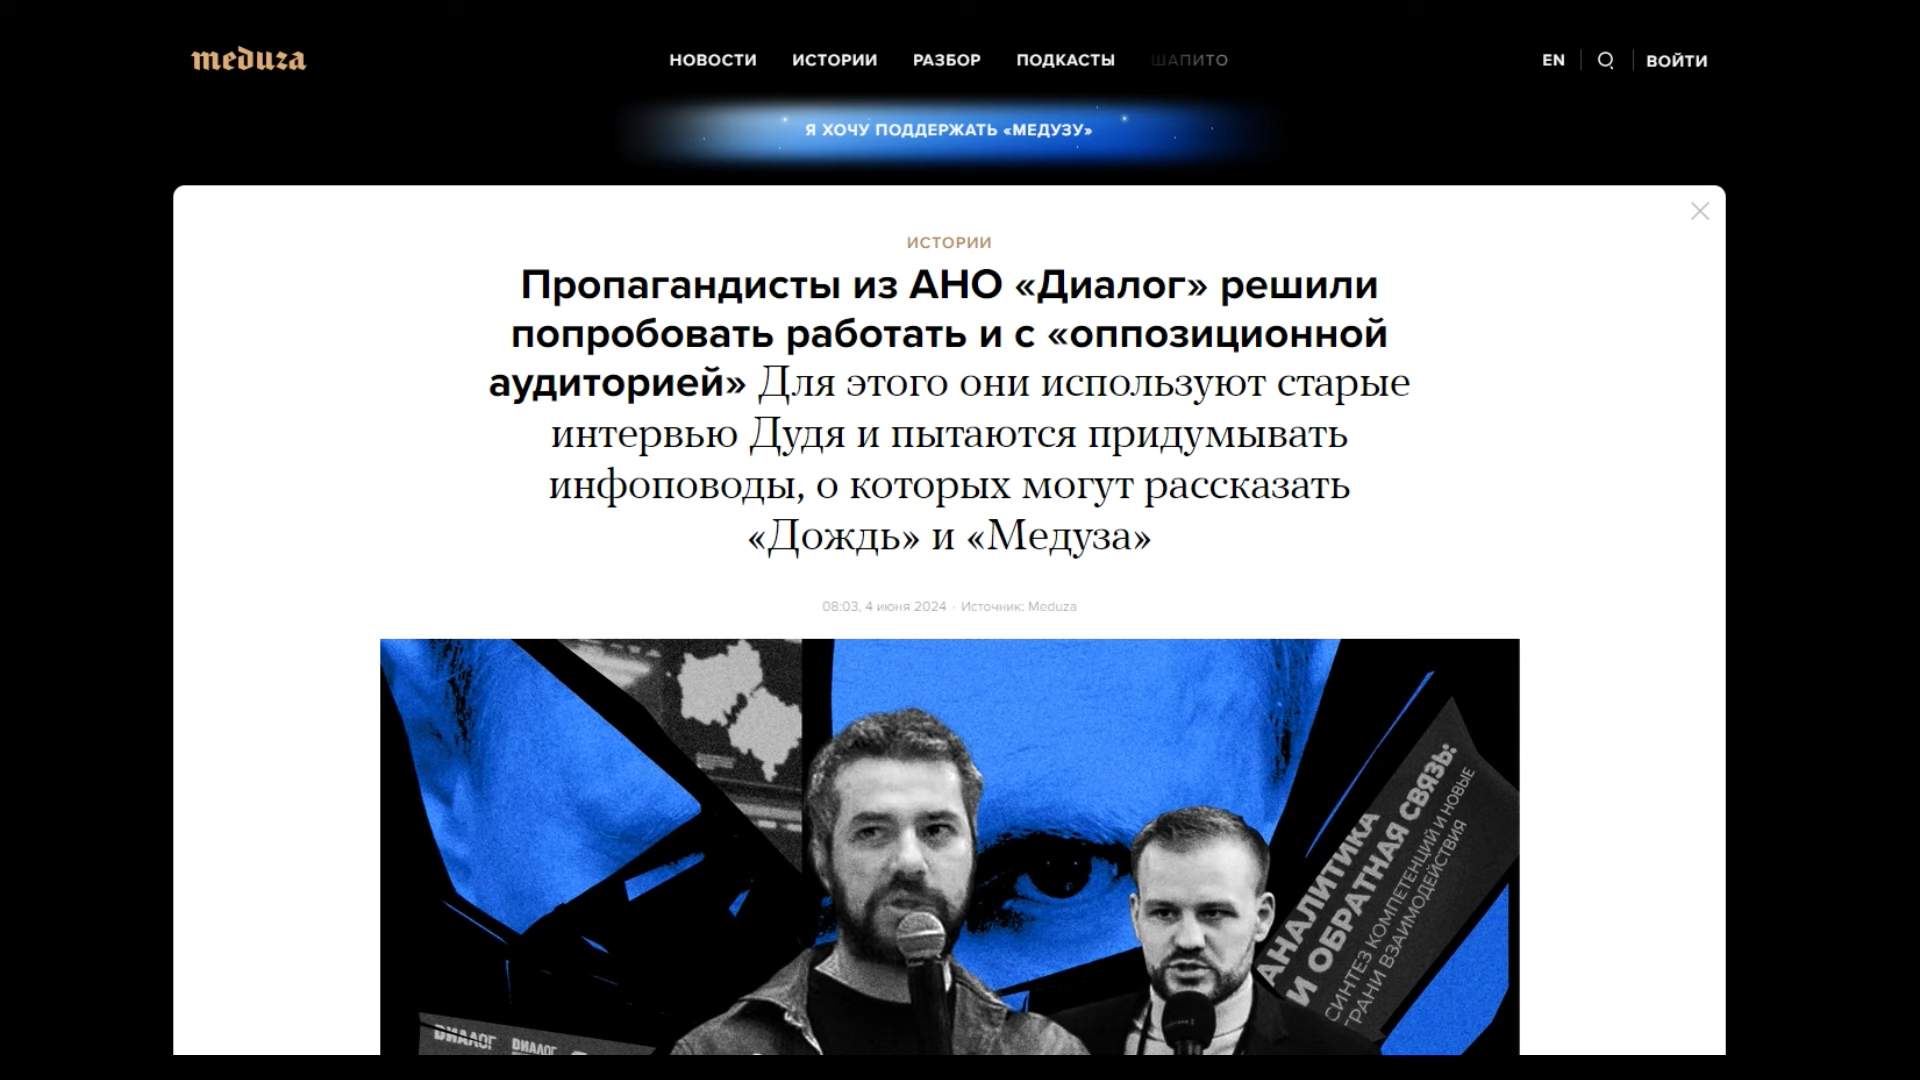 meduza
НОВОСТИ ИСТОРИИ РАЗБОР ПОДКАСТЫ ШАПИТО
EN ВОЙТИ
Я ХОЧУ ПОДДЕРЖАТЬ «МЕДУЗУ»
ИСТОРИИ
Пропагандисты из АНО «Диалог» решили
попробовать работать и с «оппозиционной
аудиторией» Для этого они используют старые
интервью Дудя и пытаются придумывать
инфоповоды, о которых могут рассказать
«Дождь» и «Медуза»
08:03, 4 июня 2024 · Источник: Meduza
АНАЛИТИКА
И ОБРАТНАЯ СВЯЗЬ:
СИНТЕЗ КОМПЕТЕНЦИЙ И НОВЫЕ
ГРАНИ ВЗАИМОДЕЙСТВИЯ
ДИАЛОГ ДИАЛОГ